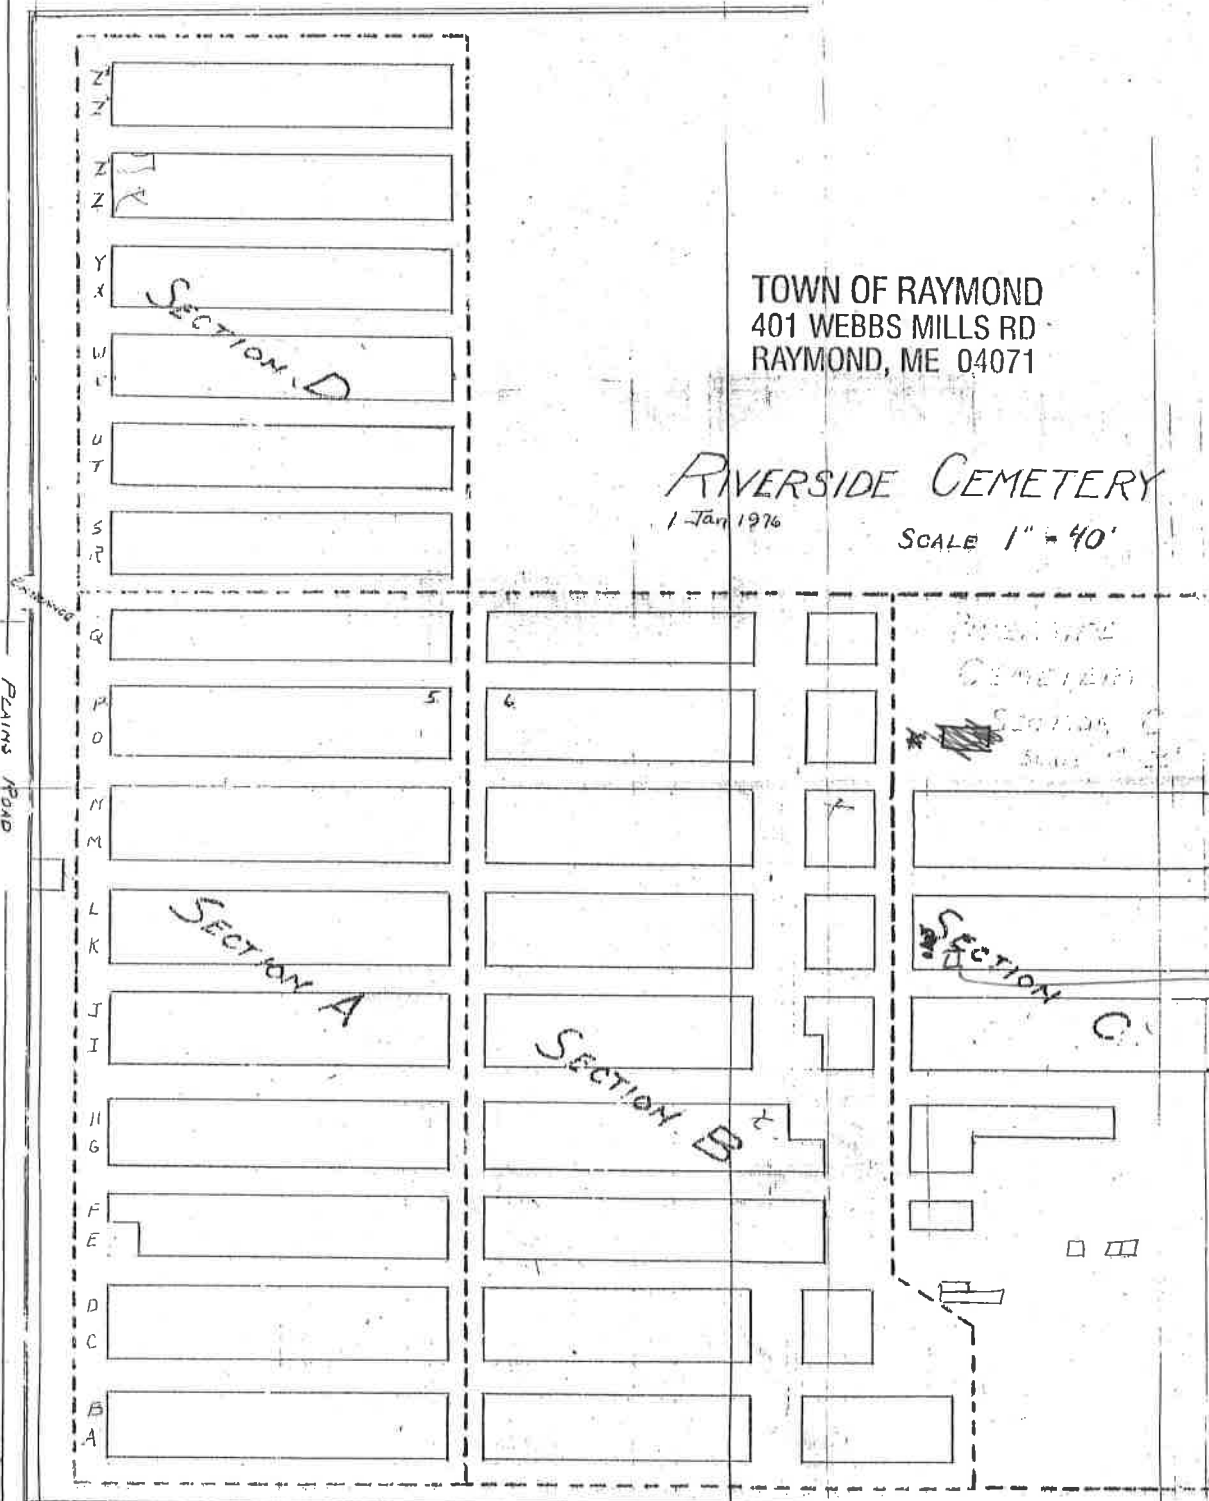 Z
Z
Z
Z
Y
X
SECTION D
W
U
T
S
R
TOWN OF RAYMOND
401 WEBBS MILLS RD
RAYMOND, ME 04071
RIVERSIDE CEMETERY
1 Jan 1976
SCALE 1" = 40'
Q
P
O
5
6
CEMETERY
PLAINS ROAD
M
L
K
SECTION A
J
I
SECTION B
SECTION C
H
G
F
E
D
C
B
A